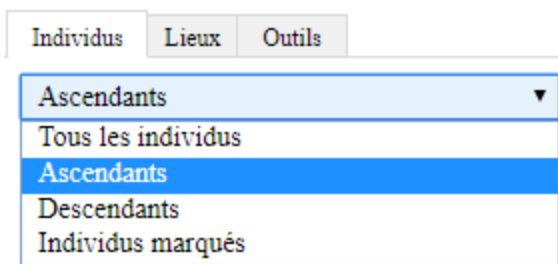 Individus Lieux Outils
Ascendants
Tous les individus
Ascendants
Descendants
Individus marqués